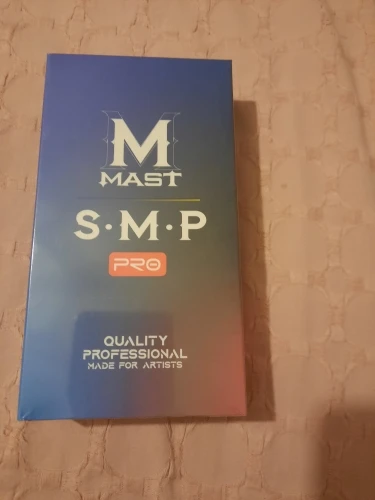 M
MAST
S·M·P
PRO
QUALITY
PROFESSIONAL
MADE FOR ARTISTS